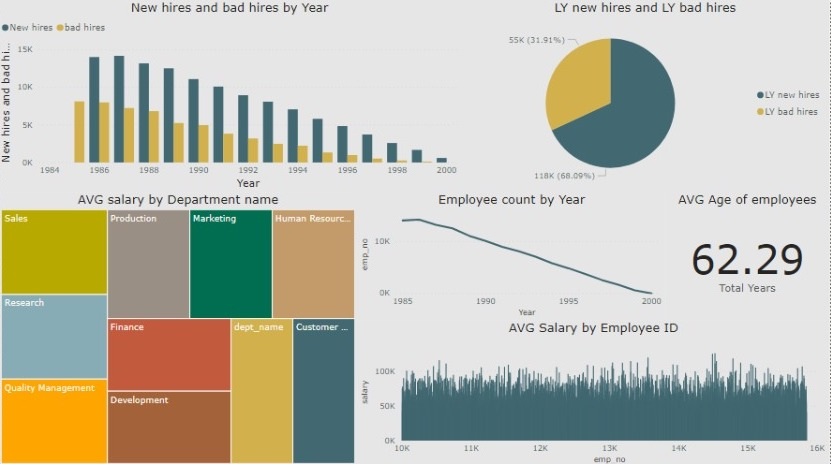 New hires and bad hires by Year
New hires bad hires
New hires and bad hi...
15K
10K
5K
0K
1984 1986 1988 1990 1992 1994 1996 1998 2000
Year
LY new hires and LY bad hires
55K (31.91%)
118K (68.09%)
LY new hires
LY bad hires
AVG salary by Department name
Sales
Production
Marketing
Human Resourc...
Research
Finance
dept_name
Customer ...
Quality Management
Development
Employee count by Year
emp_no
10K
0K
1985 1990 1995 2000
Year
AVG Age of employees
62.29
Total Years
AVG Salary by Employee ID
salary
100K
50K
0K
10K 11K 12K 13K 14K 15K 16K
emp_no